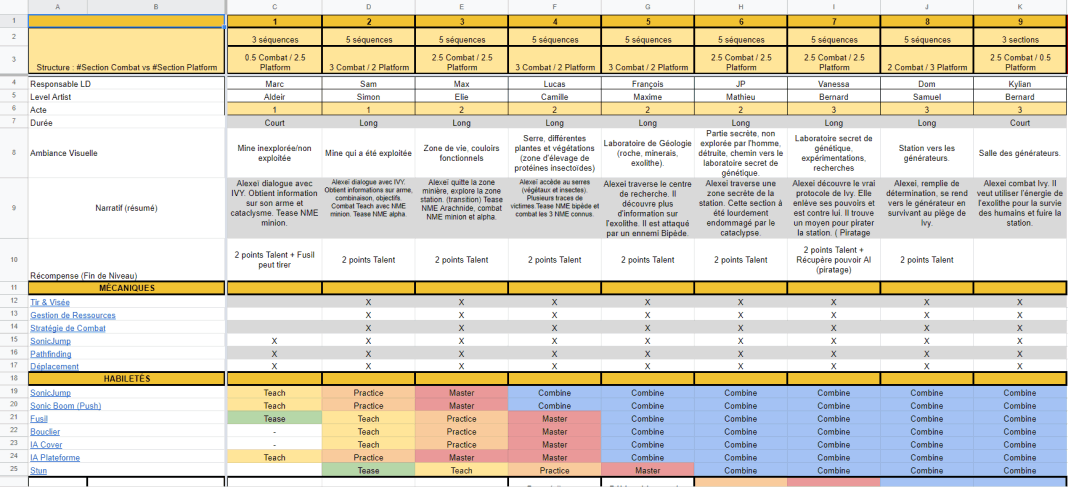 A B C D E F G H I J K
1 1 2 3 4 5 6 7 8 9
2 3 séquences 5 séquences 5 séquences 5 séquences 5 séquences 5 séquences 5 séquences 5 séquences 3 sections
3 Structure : #Section Combat vs #Section Platform 0.5 Combat / 2.5 Platform 3 Combat / 2 Platform 2.5 Combat / 2.5 Platform 3 Combat / 2 Platform 3 Combat / 2 Platform 2.5 Combat / 2.5 Platform 2.5 Combat / 2.5 Platform 2 Combat / 3 Platform 2.5 Combat / 0.5 Platform
4 Responsable LD Marc Sam Max Lucas François JP Vanessa Dom Kylian
5 Level Artist Aldeir Simon Elie Camille Maxime Mathieu Bernard Samuel Bernard
6 Acte 1 1 2 2 2 2 3 3 3
7 Durée Court Long Long Long Long Long Long Long Court
8 Ambiance Visuelle Mine inexplorée/non exploitée Mine qui a été exploitée Zone de vie, couloirs fonctionnels Serre, différentes plantes et végétations (zone d'élevage de protéines insectoïdes) Laboratoire de Géologie (roche, minerais, exolithe). Partie secrète, non explorée par l'homme, détruite, chemin vers le laboratoire secret de génétique. Laboratoire secret de génétique, expérimentations, recherches Station vers les générateurs. Salle des générateurs.
9 Narratif (résumé) Alexei dialogue avec IVY. Obtient information sur son arme et cataclysme. Tease NME minion. Alexei dialogue avec IVY. Obtient informations sur arme, combinaison, objectifs. Combat Teach avec NME minion. Tease NME alpha. Alexei quitte la zone minière, explore la zone station. (transition) Tease NME Arachnide, combat NME minion et alpha. Alexei accède au serres (végétaux et insectes). Plusieurs traces de victimes.Tease NME bipède et combat les 3 NME connus. Alexei traverse le centre de recherche. Il découvre plus d'information sur l'exolithe. Il est attaqué par un ennemi Bipède. Alexei traverse une zone secrète de la station. Cette section à été lourdement endommagé par le cataclypse. Alexei découvre le vrai protocole de Ivy. Elle enlève ses pouvoirs et est contre lui. Il trouve un moyen pour pirater la station. ( Piratage Alexei, remplie de détermination, se rend vers le générateur en survivant au piége de Ivy. Alexei combat Ivy. Il veut utiliser l'énergie de l'exolithe pour la survie des humains et fuire la station.
10 Récompense (Fin de Niveau) 2 points Talent + Fusil peut tirer 2 points Talent 2 points Talent 2 points Talent 2 points Talent 2 points Talent 2 points Talent + Récupère pouvoir AI (piratage) 2 points Talent
11 MÉCANIQUES
12 Tir & Visée X X X X X X X X
13 Gestion de Ressources X X X X X X X X
14 Stratégie de Combat X X X X X X X X
15 SonicJump X X X X X X X X X
16 Pathfinding X X X X X X X X X
17 Déplacement X X X X X X X X X
18 HABILETÉS
19 SonicJump Teach Practice Master Combine Combine Combine Combine Combine Combine
20 Sonic Boom (Push) Teach Practice Master Combine Combine Combine Combine Combine Combine
21 Fusil Tease Teach Practice Master Combine Combine Combine Combine Combine
22 Bouclier - Teach Practice Master Combine Combine Combine Combine Combine
23 IA Cover - Teach Practice Master Combine Combine Combine Combine Combine
24 IA Plateforme Teach Practice Master Master Combine Combine Combine Combine Combine
25 Stun Tease Teach Practice Master Combine Combine Combine Combine